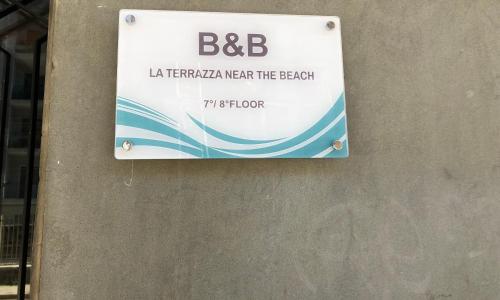 B&B
LA TERRAZZA NEAR THE BEACH
7°/ 8°FLOOR